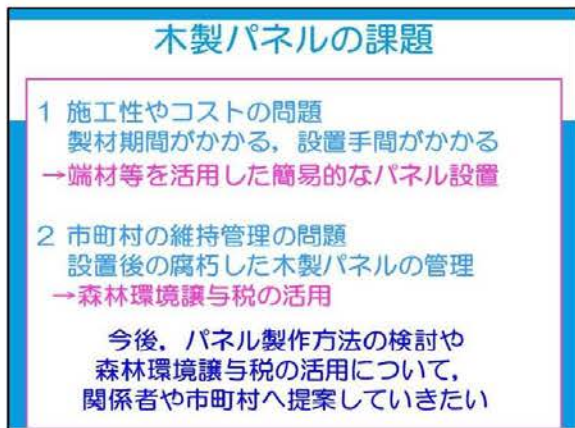 木製パネルの課題
1 施工性やコストの問題
製材期間がかかる，設置手間がかかる
→端材等を活用した簡易的なパネル設置
2 市町村の維持管理の問題
設置後の腐朽した木製パネルの管理
→森林環境譲与税の活用
今後，パネル製作方法の検討や
森林環境譲与税の活用について，
関係者や市町村へ提案していきたい